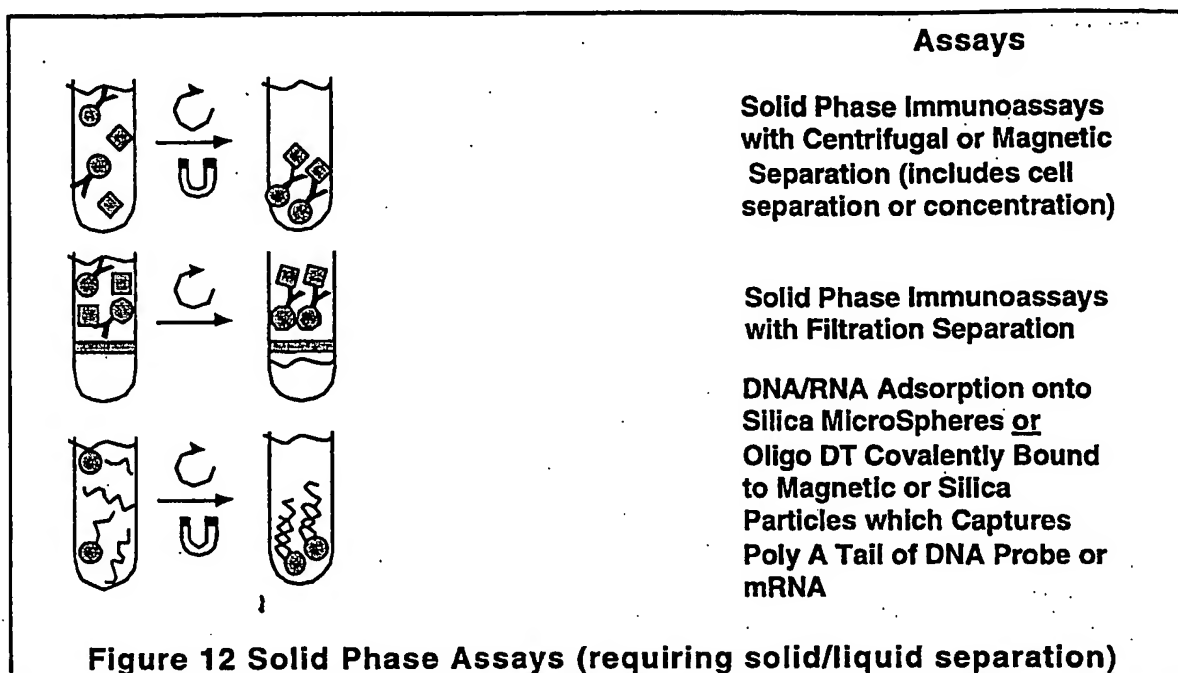 Assays
Solid Phase Immunoassays
with Centrifugal or Magnetic
Separation (includes cell
separation or concentration)
Solid Phase Immunoassays
with Filtration Separation
DNA/RNA Adsorption onto
Silica MicroSpheres or
Oligo DT Covalently Bound
to Magnetic or Silica
Particles which Captures
Poly A Tail of DNA Probe or
mRNA
Figure 12 Solid Phase Assays (requiring solid/liquid separation)